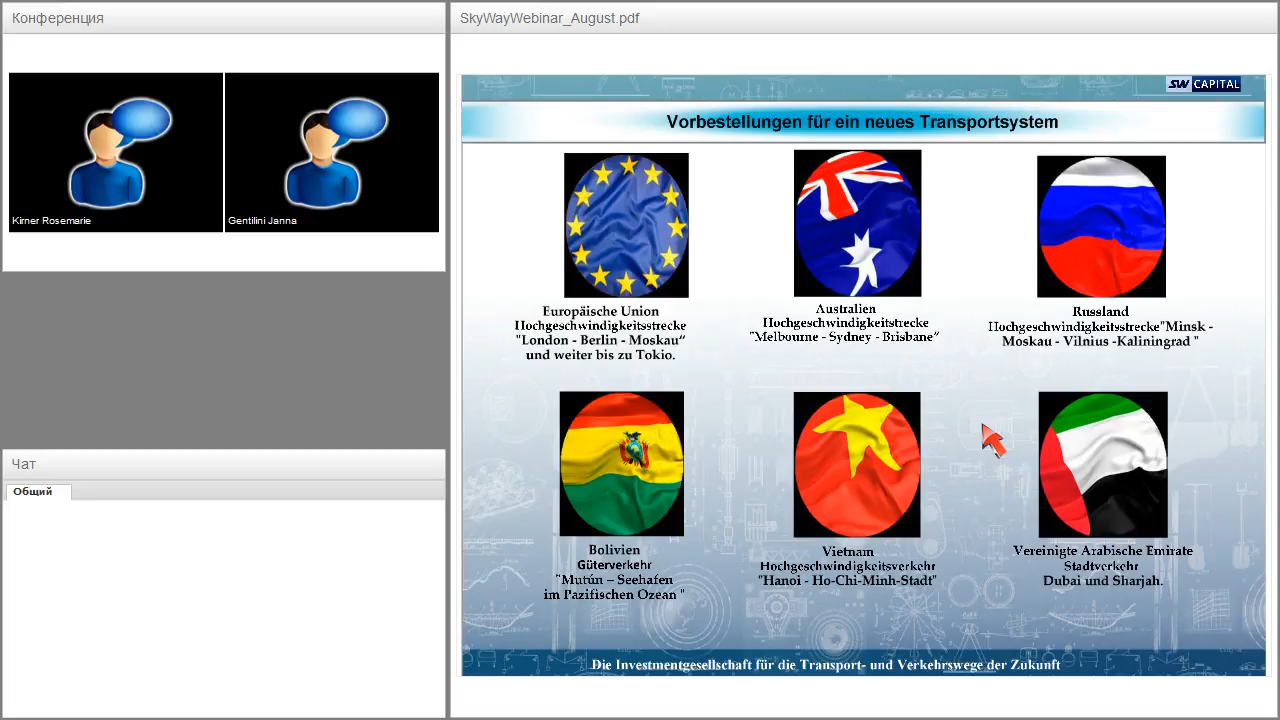 Конференция
Kirner Rosemarie
Gentilini Janna
Чат
Общий
SkyWayWebinar_August.pdf
SW CAPITAL
Vorbestellungen für ein neues Transportsystem
Europäische Union
Hochgeschwindigkeitsstrecke
"London - Berlin - Moskau“
und weiter bis zu Tokio.
Australien
Hochgeschwindigkeitstrecke
"Melbourne - Sydney - Brisbane“
Russland
Hochgeschwindigkeitsstrecke"Minsk -
Moskau - Vilnius -Kaliningrad "
Bolivien
Güterverkehr
"Mutún – Seehafen
im Pazifischen Ozean "
Vietnam
Hochgeschwindigkeitsverkehr
"Hanoi - Ho-Chi-Minh-Stadt"
Vereinigte Arabische Emirate
Stadtverkehr
Dubai und Sharjah.
Die Investmentgesellschaft für die Transport- und Verkehrswege der Zukunft